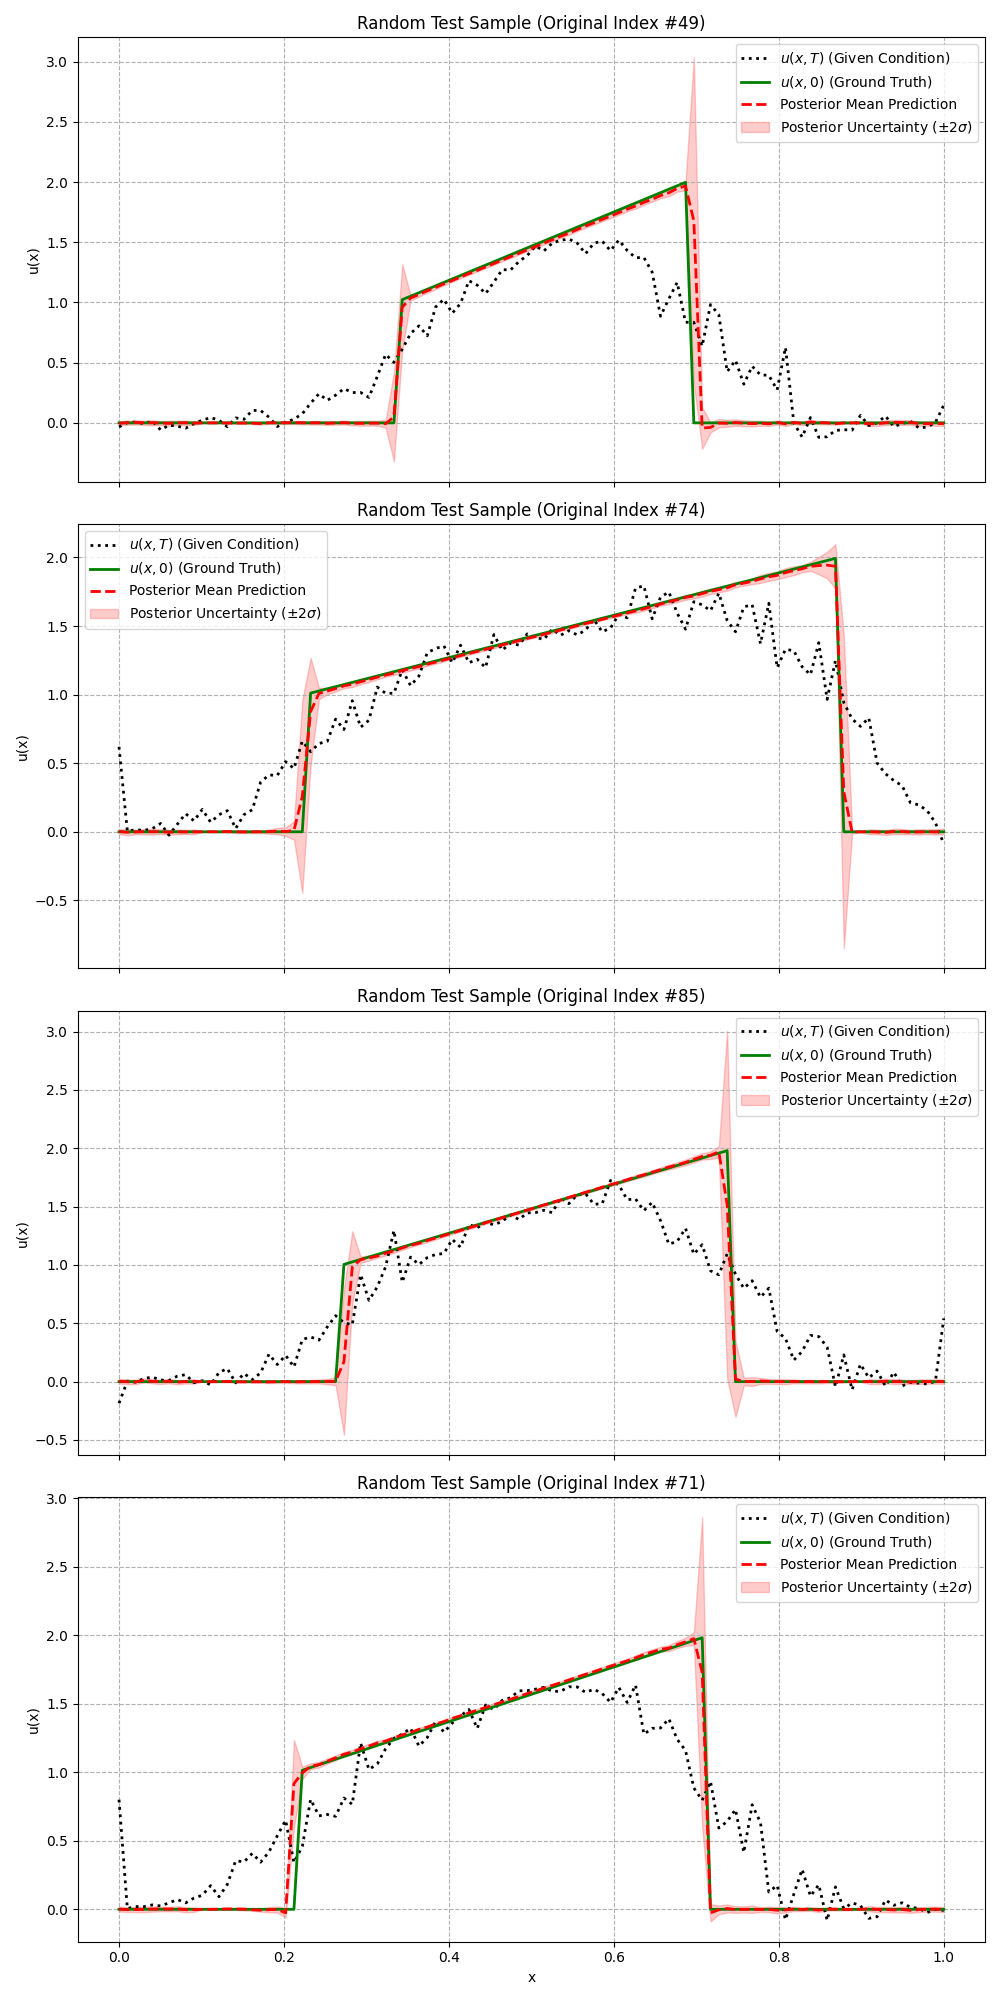 Random Test Sample (Original Index #49)
u(x, T) (Given Condition)
u(x, 0) (Ground Truth)
Posterior Mean Prediction
Posterior Uncertainty (±2σ)
3.0
2.5
2.0
1.5
1.0
0.5
0.0
u(x)
Random Test Sample (Original Index #74)
u(x, T) (Given Condition)
u(x, 0) (Ground Truth)
Posterior Mean Prediction
Posterior Uncertainty (±2σ)
2.0
1.5
1.0
0.5
0.0
−0.5
u(x)
Random Test Sample (Original Index #85)
u(x, T) (Given Condition)
u(x, 0) (Ground Truth)
Posterior Mean Prediction
Posterior Uncertainty (±2σ)
3.0
2.5
2.0
1.5
1.0
0.5
0.0
−0.5
u(x)
Random Test Sample (Original Index #71)
u(x, T) (Given Condition)
u(x, 0) (Ground Truth)
Posterior Mean Prediction
Posterior Uncertainty (±2σ)
3.0
2.5
2.0
1.5
1.0
0.5
0.0
u(x)
0.0 0.2 0.4 0.6 0.8 1.0
x